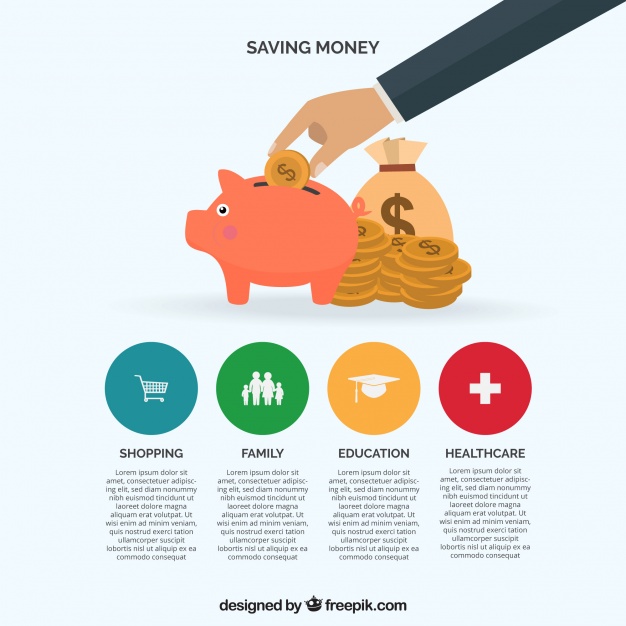 SAVING MONEY
$
$
SHOPPING
Lorem ipsum dolor
sit amet, consectetuer
adipiscing elit, sed diam
nonummy nibh euismod
tincidunt ut laoreet
dolore magna aliquam
erat volutpat. Ut wisi
enim ad minim veniam,
quis nostrud exerci tation
ullamcorper suscipit
lobortis nisl ut aliquip ex
ea commodo consequat
FAMILY
Lorem ipsum dolor
sit amet, consectetuer
adipiscing elit, sed diam
nonummy nibh euismod
tincidunt ut laoreet
dolore magna aliquam
erat volutpat. Ut wisi
enim ad minim veniam,
quis nostrud exerci tation
ullamcorper suscipit
lobortis nisl ut aliquip ex
ea commodo consequat
EDUCATION
Lorem ipsum dolor
sit amet, consectetuer
adipiscing elit, sed diam
nonummy nibh euismod
tincidunt ut laoreet
dolore magna aliquam
erat volutpat. Ut wisi
enim ad minim veniam,
quis nostrud exerci tation
ullamcorper suscipit
lobortis nisl ut aliquip ex
ea commodo consequat
HEALTHCARE
Lorem ipsum dolor
sit amet, consectetuer
adipiscing elit, sed diam
nonummy nibh euismod
tincidunt ut laoreet
dolore magna aliquam
erat volutpat. Ut wisi
enim ad minim veniam,
quis nostrud exerci tation
ullamcorper suscipit
lobortis nisl ut aliquip ex
ea commodo consequat
designed by freepik.com